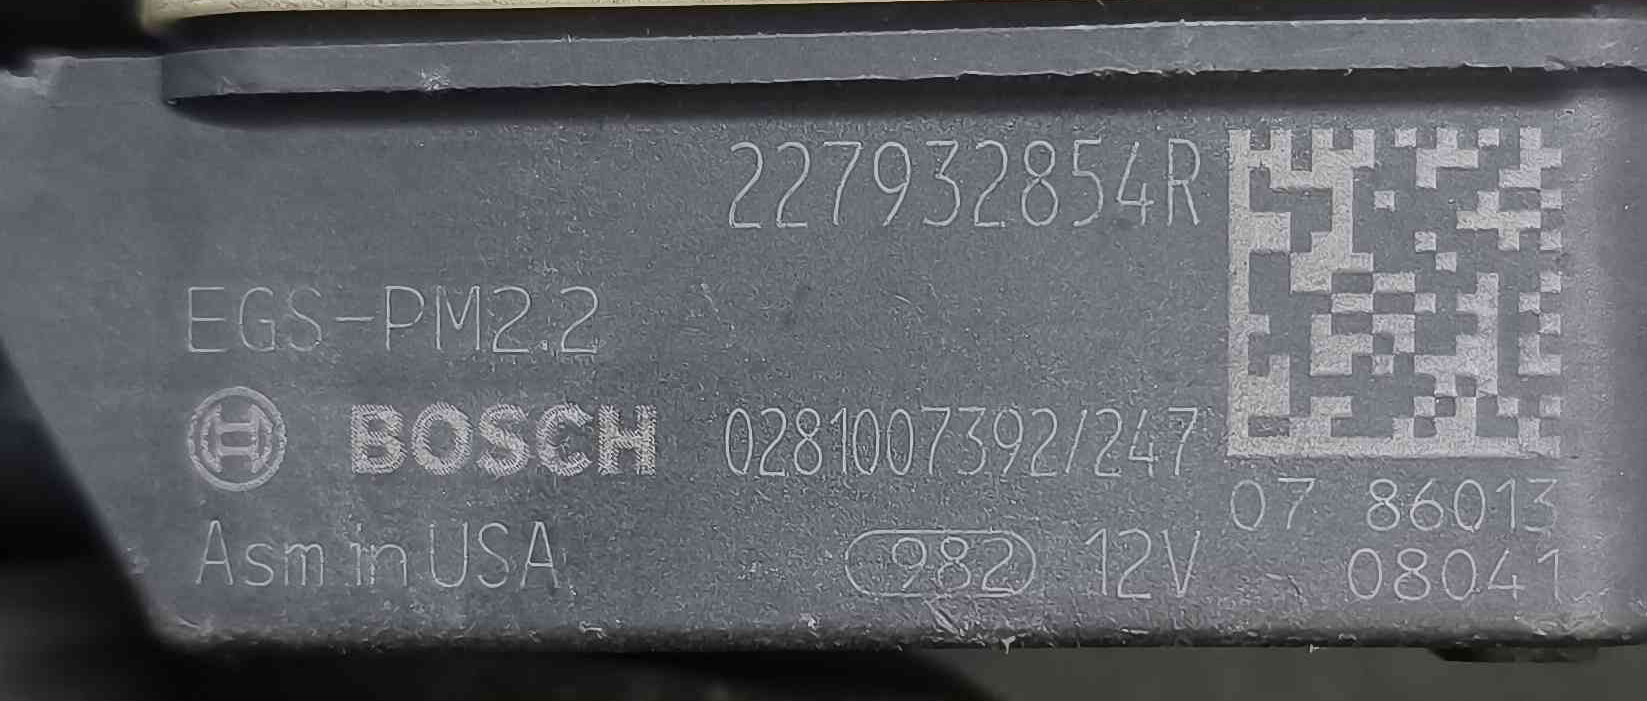 227932854R
EGS-PM2.2
BOSCH 0281007392/247
07 86013
Asm in USA 982 12V 08041